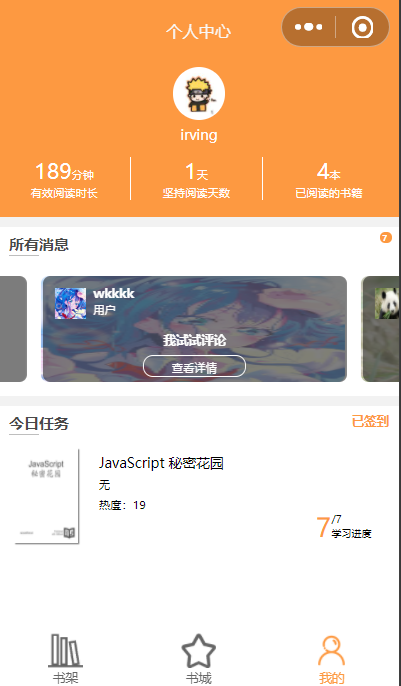 个人中心
irving
189分钟
有效阅读时长
1天
坚持阅读天数
4本
已阅读的书籍
所有消息
7
wkkkk
用户
我试试评论
查看详情
今日任务
已签到
JavaScript
秘密花园
JavaScript 秘密花园
无
热度：19
7/7
学习进度
书架
书城
我的